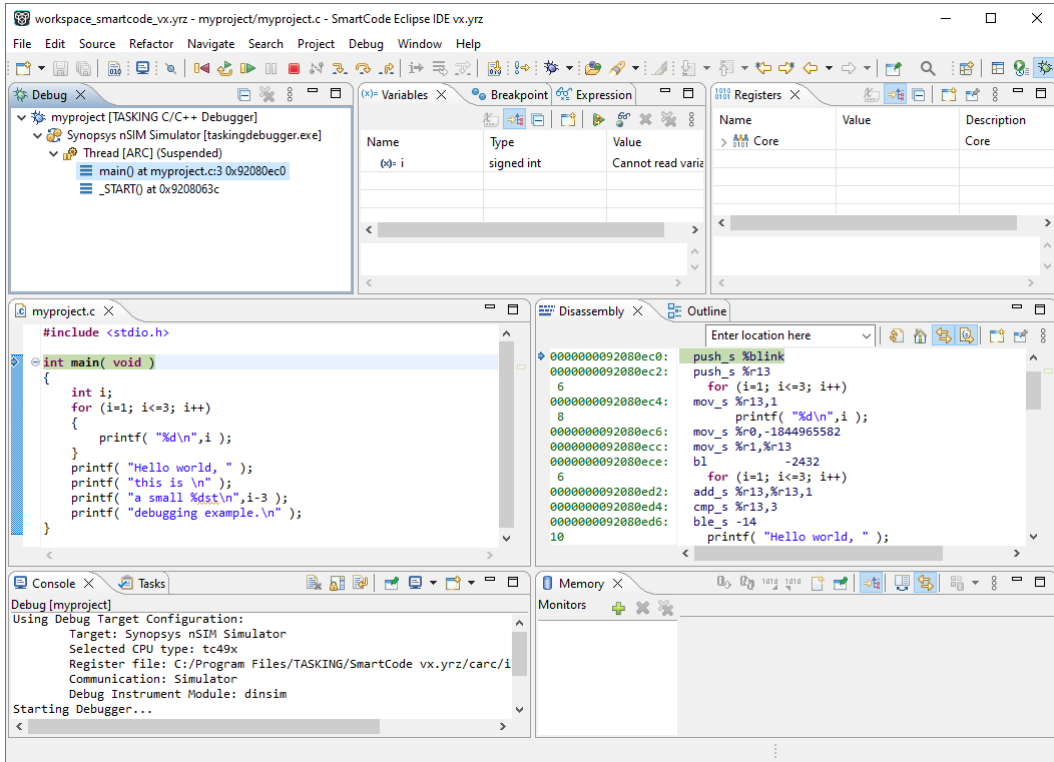 workspace_smartcode_vx.yrz - myproject/myproject.c - SmartCode Eclipse IDE vx.yrz
File Edit Source Refactor Navigate Search Project Debug Window Help
Debug
myproject [TASKING C/C++ Debugger]
Synopsys nSIM Simulator [taskingdebugger.exe]
Thread [ARC] (Suspended)
main() at myproject.c:3 0x92080ec0
_START() at 0x9208063c
(x)= Variables Breakpoint Expression
Name Type Value
(x)= i signed int Cannot read varia
Registers
Name Value Description
Core Core
myproject.c
#include <stdio.h>
int main( void )
{
int i;
for (i=1; i<=3; i++)
{
printf( "%d\n",i );
}
printf( "Hello world, " );
printf( "this is \n" );
printf( "a small %dst\n",i-3 );
printf( "debugging example.\n" );
}
Disassembly Outline
Enter location here
0000000092080ec0: push_s %blink
0000000092080ec2: push_s %r13
6 for (i=1; i<=3; i++)
0000000092080ec4: mov_s %r13,1
8 printf( "%d\n",i );
0000000092080ec6: mov_s %r0,-1844965582
0000000092080ecc: mov_s %r1,%r13
0000000092080ece: bl -2432
6 for (i=1; i<=3; i++)
0000000092080ed2: add_s %r13,%r13,1
0000000092080ed4: cmp_s %r13,3
0000000092080ed6: ble_s -14
10 printf( "Hello world, " );
Console Tasks
Debug [myproject]
Using Debug Target Configuration:
Target: Synopsys nSIM Simulator
Selected CPU type: tc49x
Register file: C:/Program Files/TASKING/SmartCode vx.yrz/carc/i
Communication: Simulator
Debug Instrument Module: dinsim
Starting Debugger...
Memory
Monitors